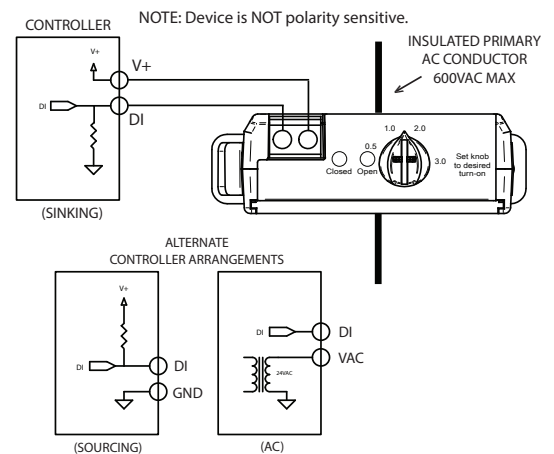 NOTE: Device is NOT polarity sensitive.
CONTROLLER
INSULATED PRIMARY
AC CONDUCTOR
600VAC MAX
V+
V+
DI
DI
1.0
2.0
0.5
3.0
Closed
Open
Set knob
to desired
turn-on
(SINKING)
ALTERNATE
CONTROLLER ARRANGEMENTS
V+
DI
DI
GND
(SOURCING)
DI
DI
VAC
24VAC
(AC)